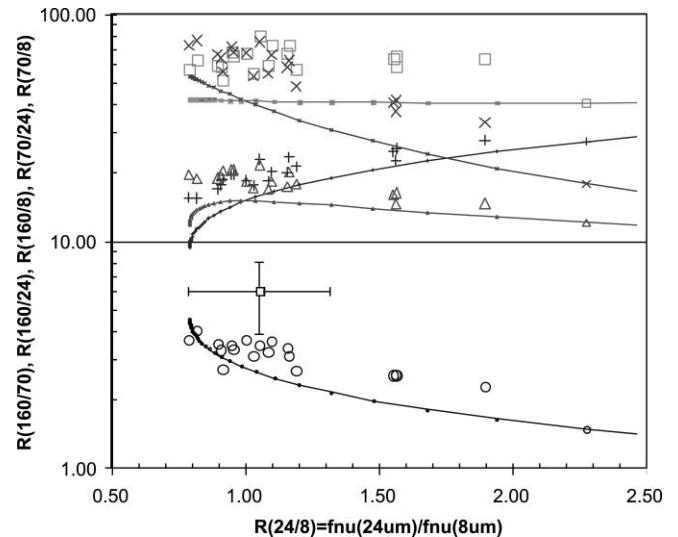 100.00
10.00
1.00
R(160/70), R(160/24), R(160/8), R(70/24), R(70/8)
0.50 1.00 1.50 2.00 2.50
R(24/8)=fnu(24um)/fnu(8um)